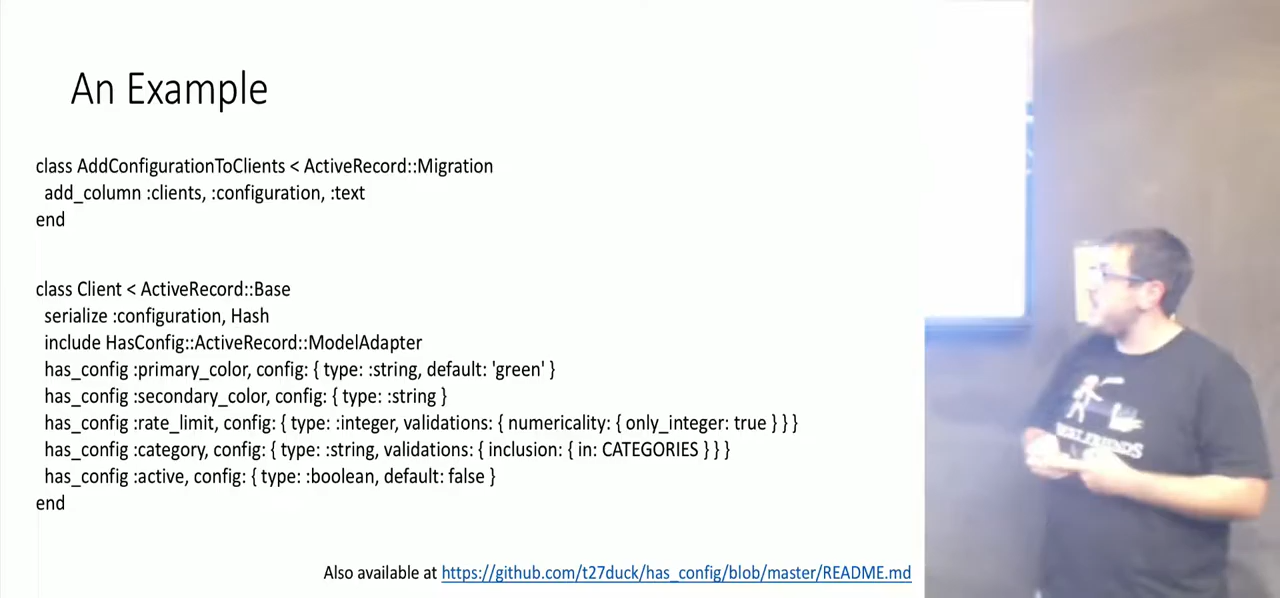 An Example
class AddConfigurationToClients < ActiveRecord::Migration
add_column :clients, :configuration, :text
end
class Client < ActiveRecord::Base
serialize :configuration, Hash
include HasConfig::ActiveRecord::ModelAdapter
has_config :primary_color, config: { type: :string, default: 'green' }
has_config :secondary_color, config: { type: :string }
has_config :rate_limit, config: { type: :integer, validations: { numericality: { only_integer: true } } }
has_config :category, config: { type: :string, validations: { inclusion: { in: CATEGORIES } } }
has_config :active, config: { type: :boolean, default: false }
end
Also available at https://github.com/t27duck/has_config/blob/master/README.md